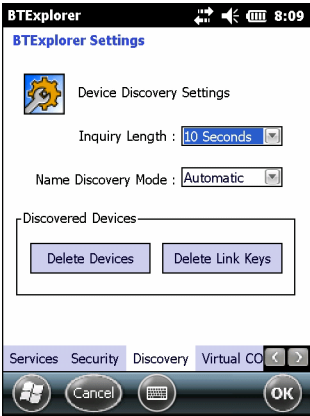 BTExplorer 8:09
BTExplorer Settings
Device Discovery Settings
Inquiry Length : 10 Seconds
Name Discovery Mode : Automatic
Discovered Devices
Delete Devices Delete Link Keys
Services Security Discovery Virtual CO
Cancel OK